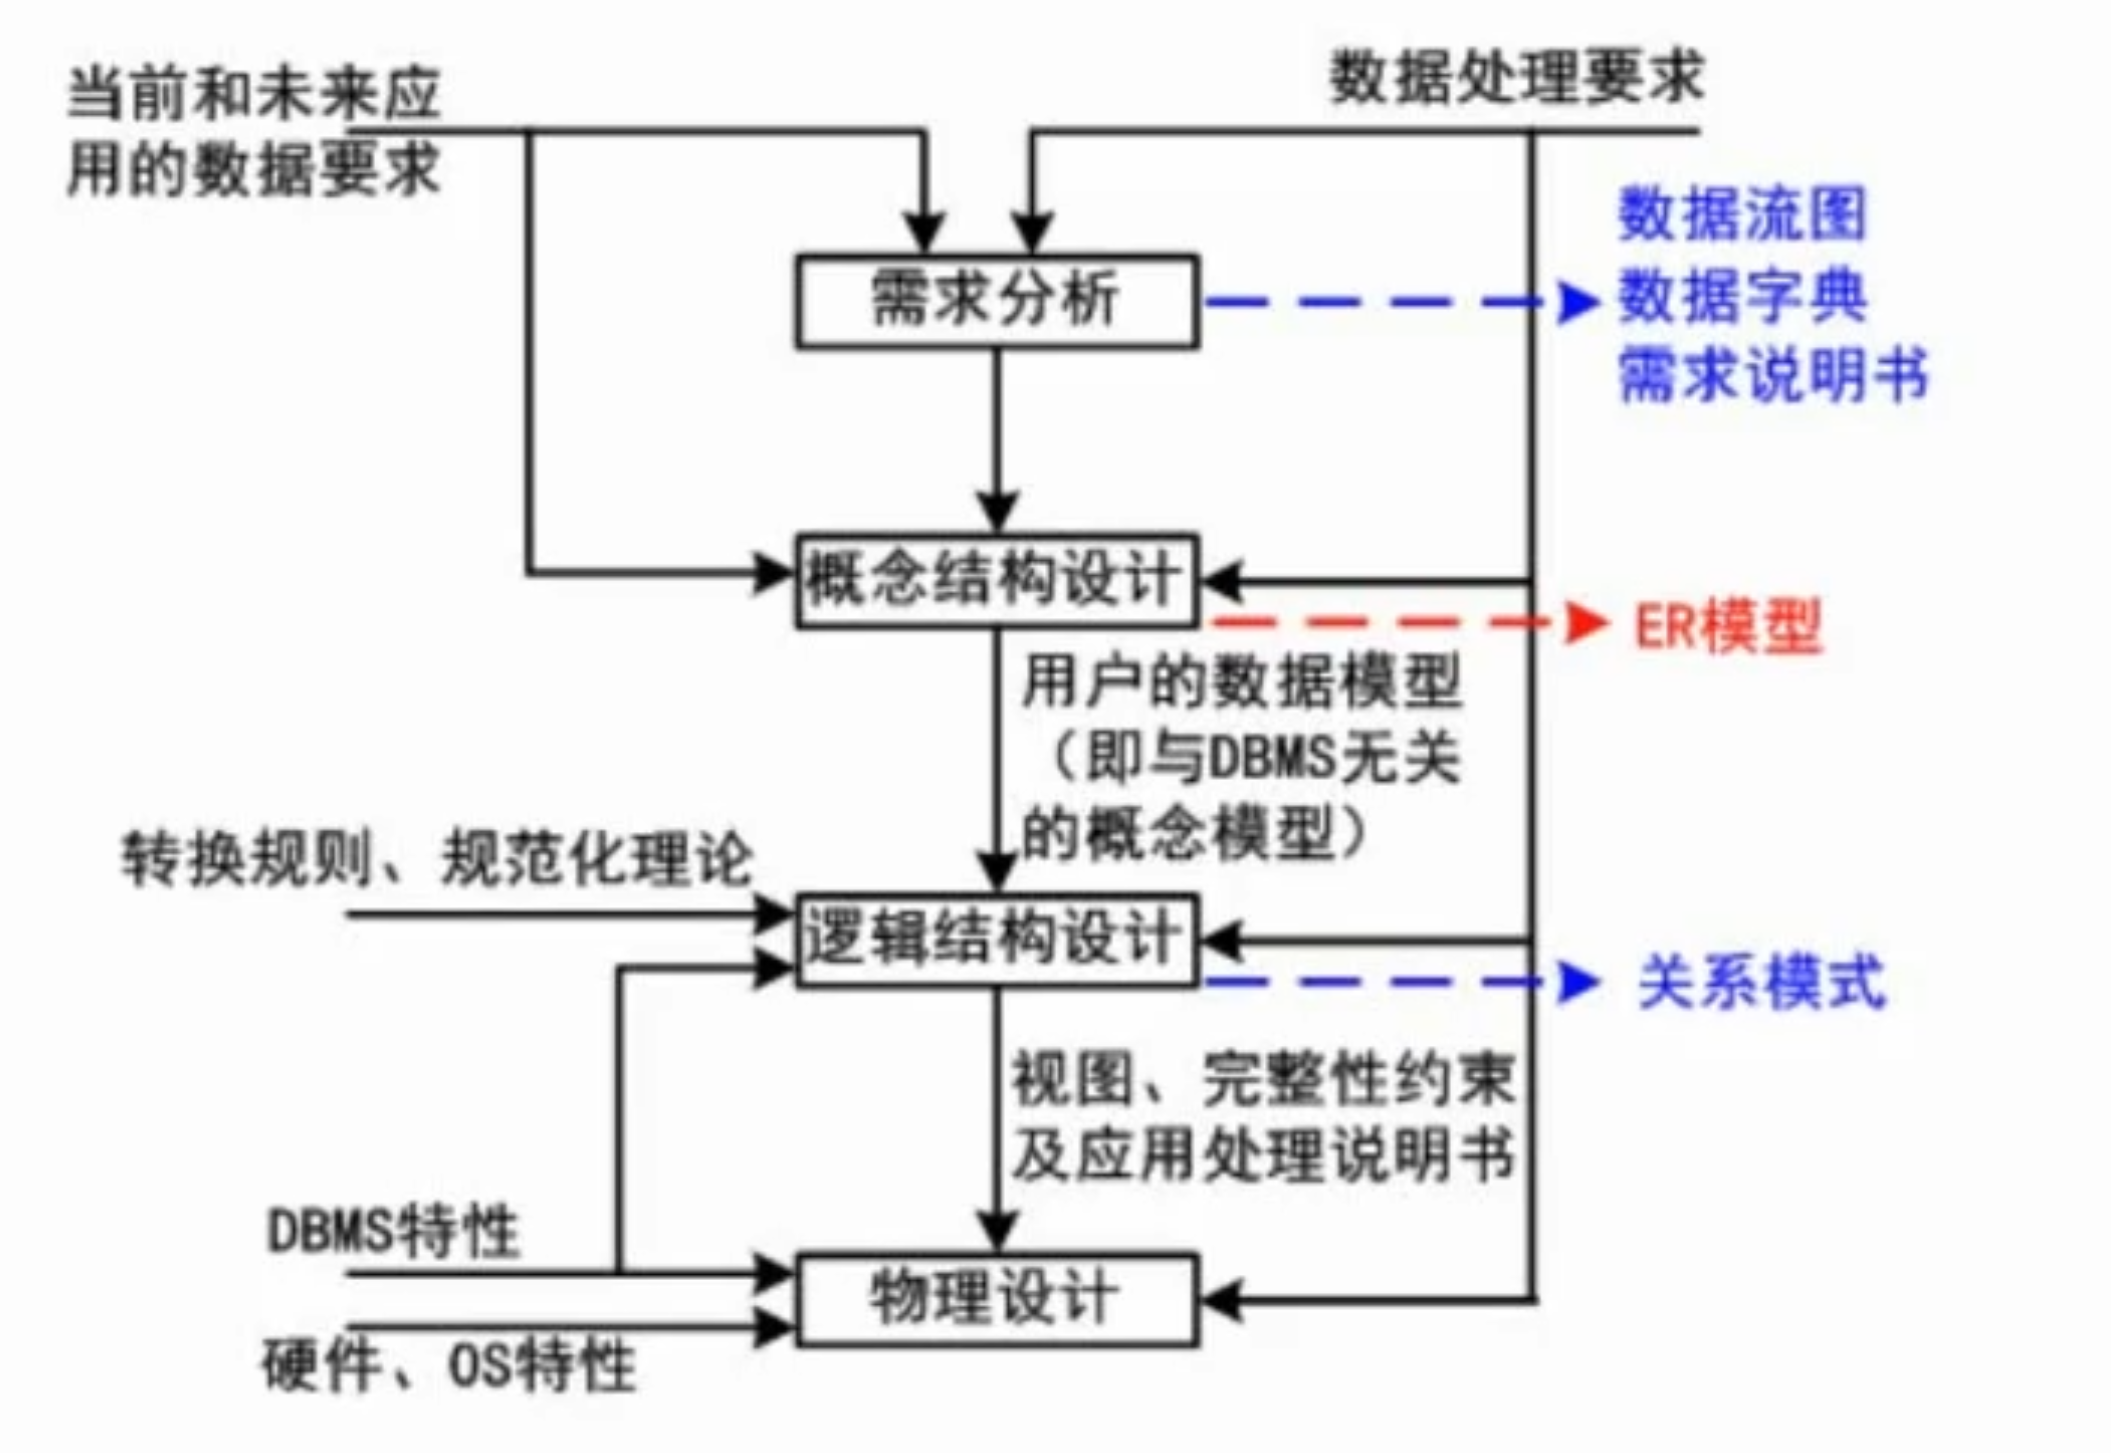 当前和未来应
用的数据要求
数据处理要求
数据流图
数据字典
需求说明书
需求分析
概念结构设计
ER模型
用户的数据模型
（即与DBMS无关
的概念模型）
转换规则、规范化理论
逻辑结构设计
关系模式
视图、完整性约束
及应用处理说明书
DBMS特性
物理设计
硬件、OS特性